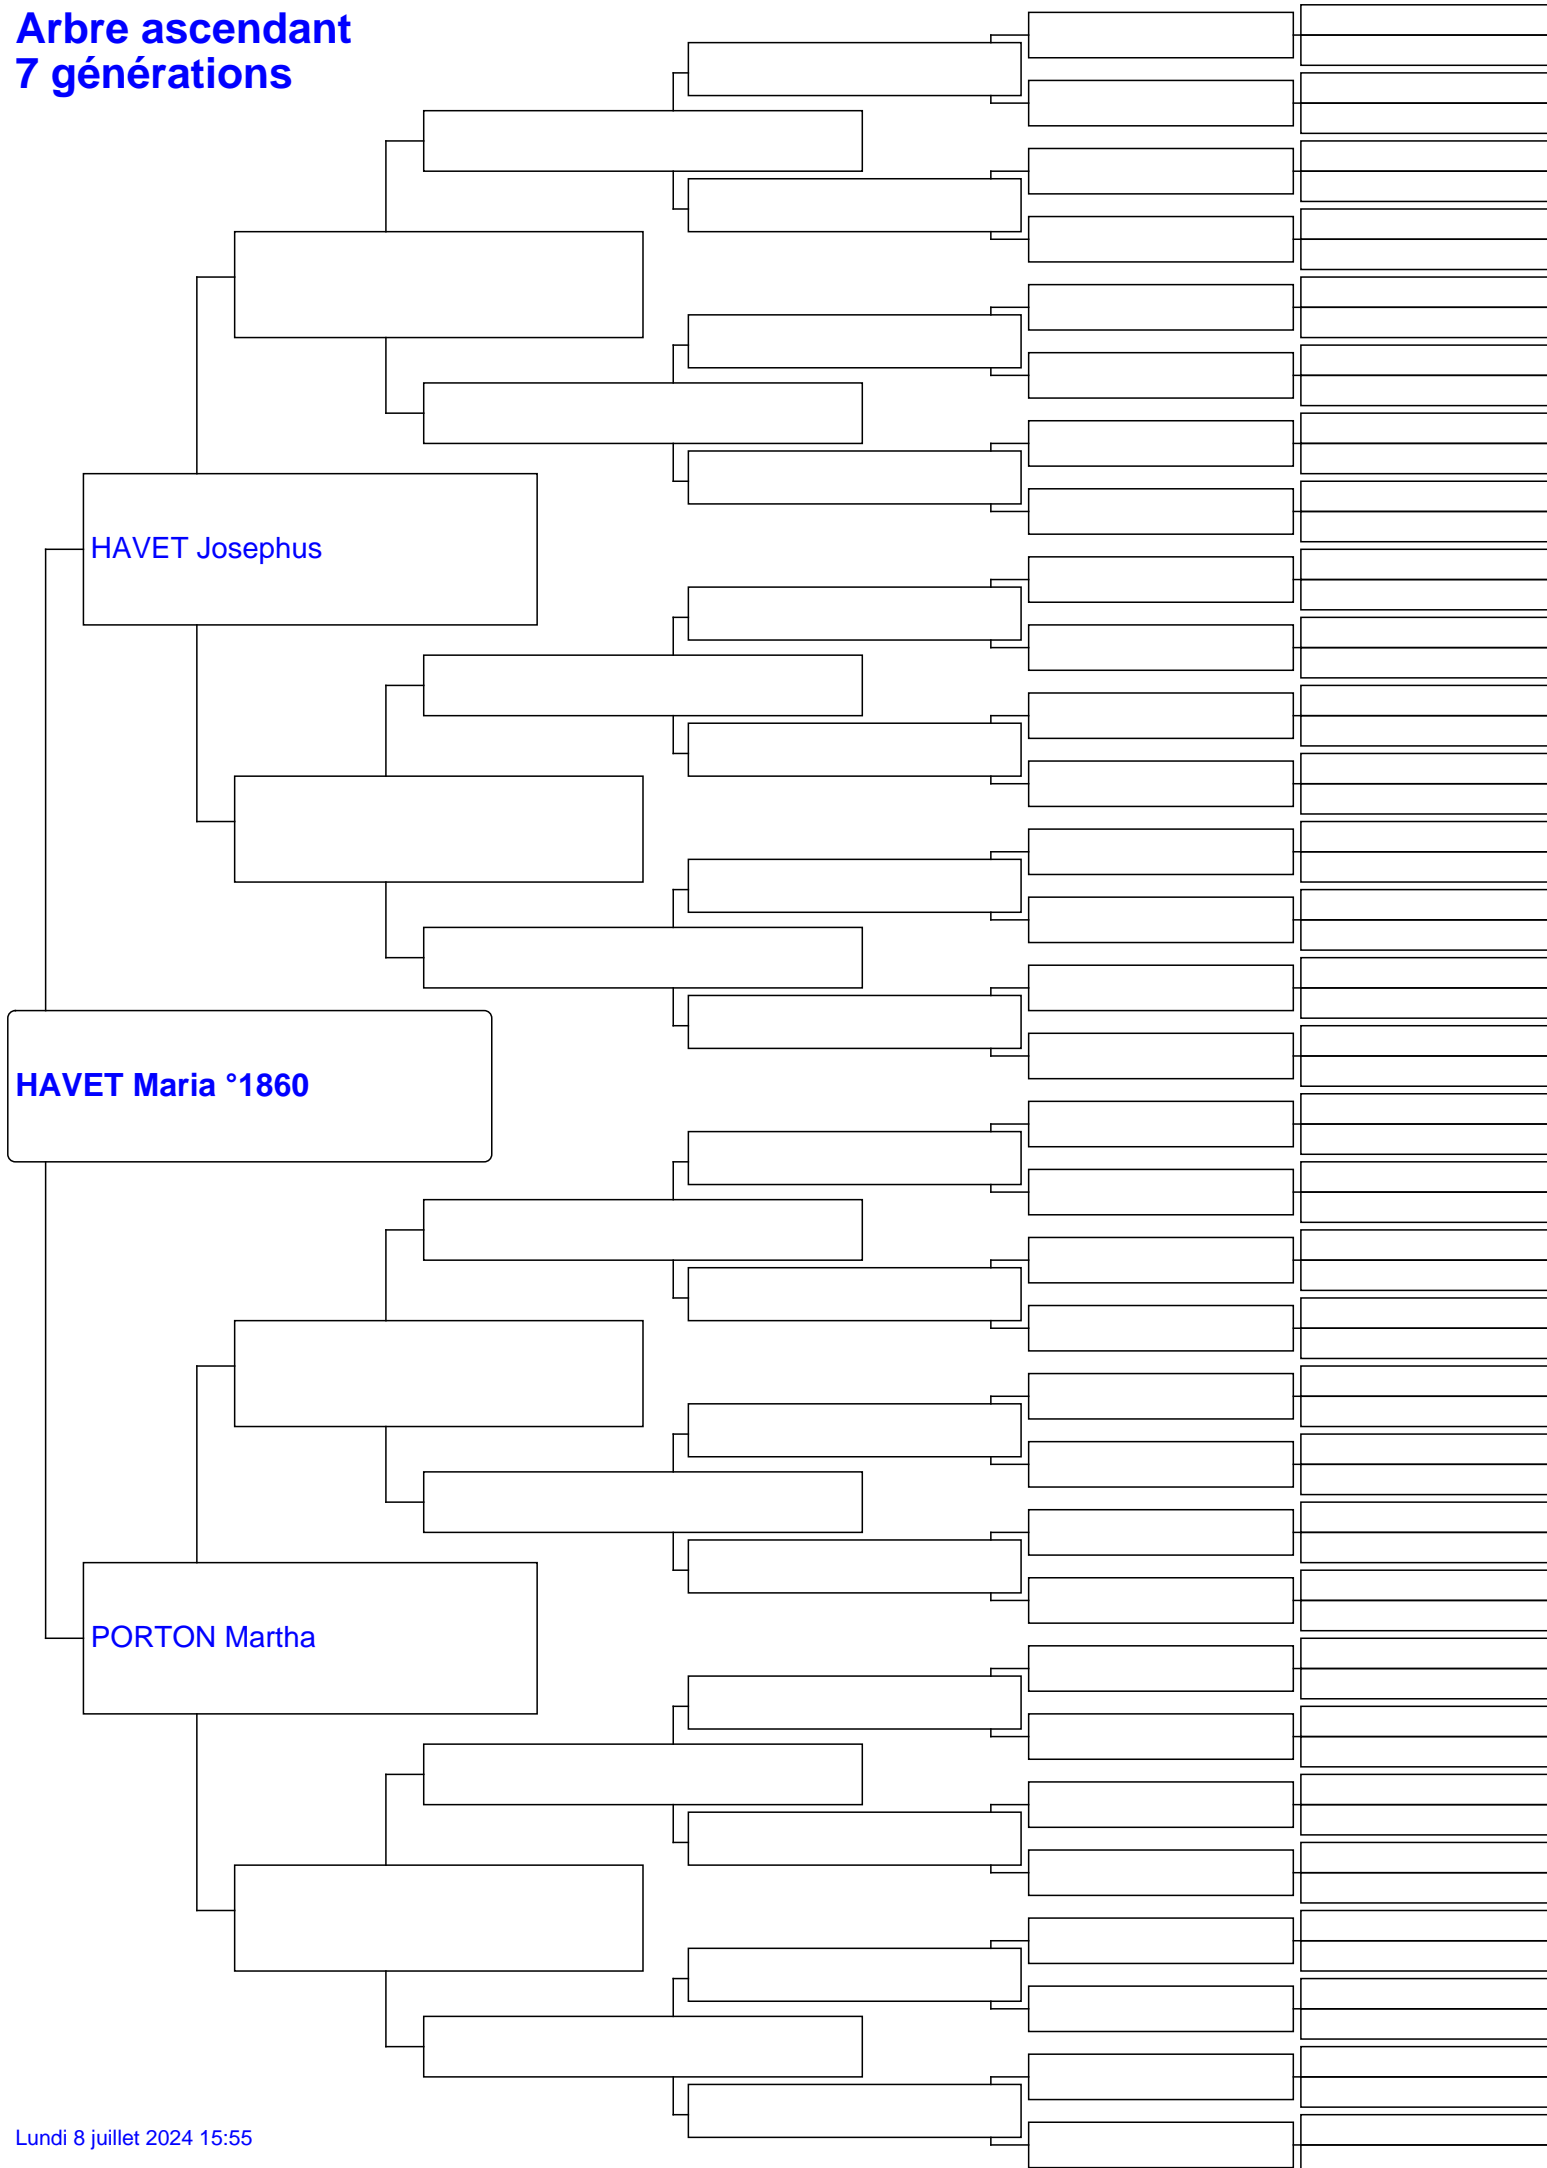 Arbre ascendant
7 générations
HAVET Josephus
HAVET Maria °1860
PORTON Martha
Lundi 8 juillet 2024 15:55